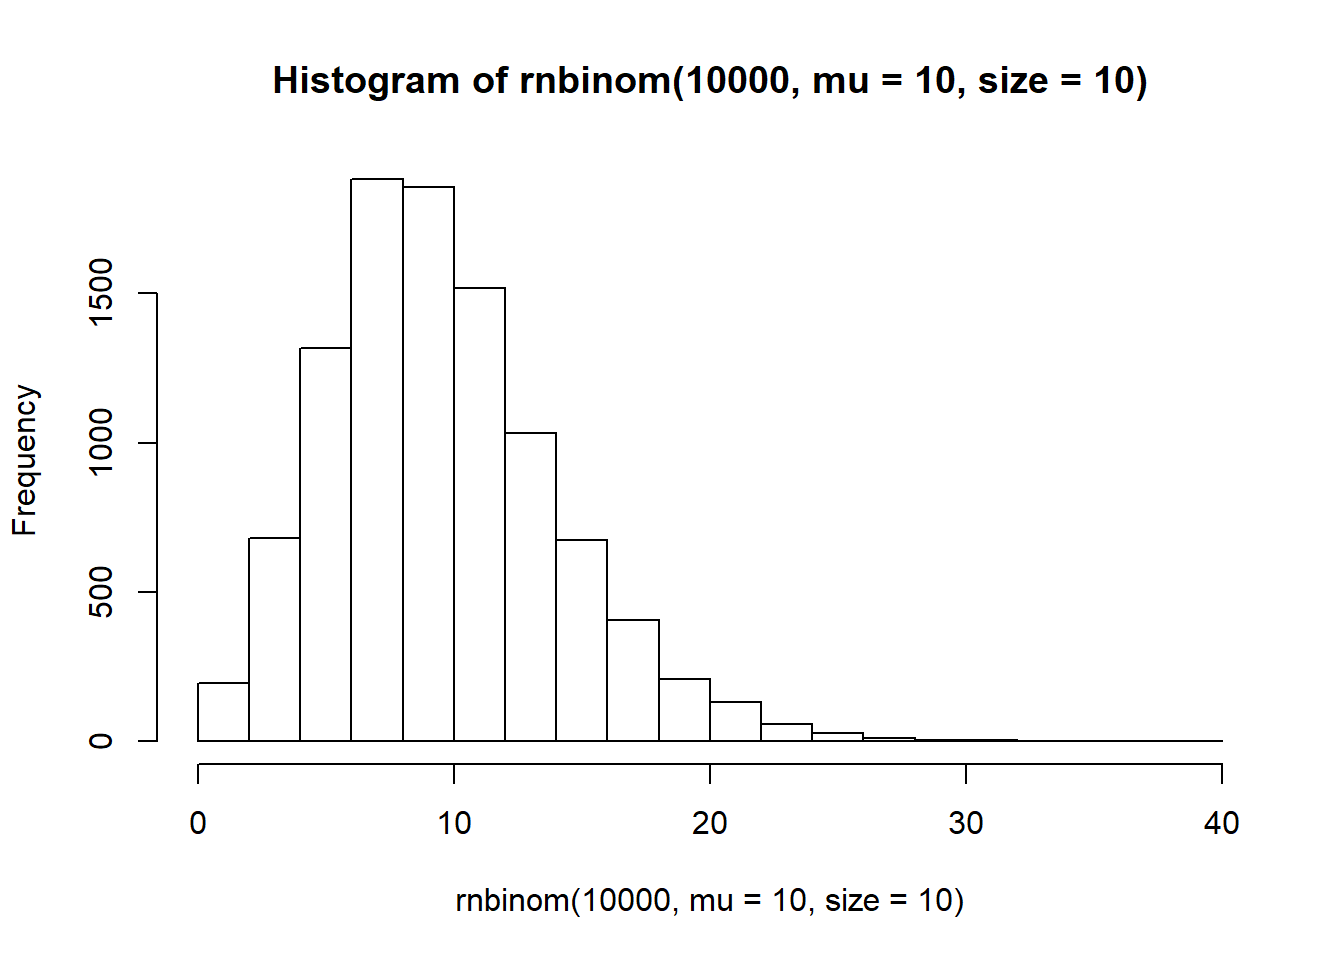 Histogram of rnbinom(10000, mu = 10, size = 10)
Frequency
1500
1000
500
0
0 10 20 30 40
rnbinom(10000, mu = 10, size = 10)